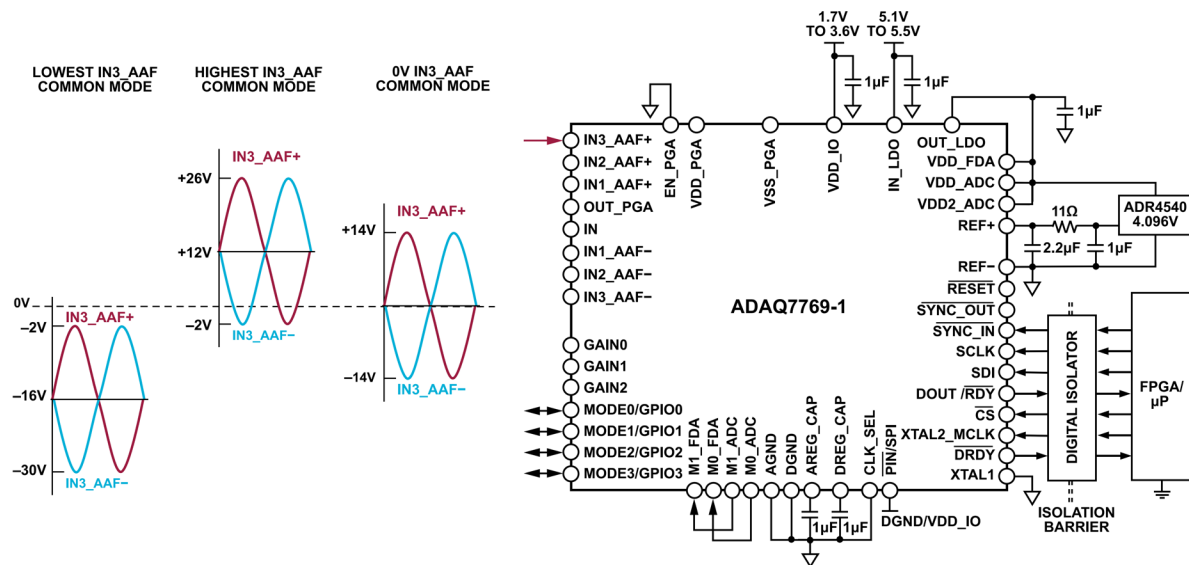 LOWEST IN3_AAF
COMMON MODE
HIGHEST IN3_AAF
COMMON MODE
0V IN3_AAF
COMMON MODE
0V
IN3_AAF+
–2V
–16V
–30V
IN3_AAF–
IN3_AAF+
+26V
+12V
–2V
IN3_AAF–
IN3_AAF+
+14V
–14V
IN3_AAF–
1.7V
TO 3.6V
5.1V
TO 5.5V
1µF
1µF
1µF
EN_PGA
VDD_PGA
VSS_PGA
VDD_IO
IN_LDO
OUT_LDO
IN3_AAF+
IN2_AAF+
IN1_AAF+
OUT_PGA
IN
IN1_AAF–
IN2_AAF–
IN3_AAF–
GAIN0
GAIN1
GAIN2
MODE0/GPIO0
MODE1/GPIO1
MODE2/GPIO2
MODE3/GPIO3
ADAQ7769-1
VDD_FDA
VDD_ADC
VDD2_ADC
REF+
REF–
RESET
SYNC_OUT
SYNC_IN
SCLK
SDI
DOUT /RDY
CS
XTAL2_MCLK
DRDY
XTAL1
11Ω
2.2µF
1µF
ADR4540
4.096V
DIGITAL ISOLATOR
FPGA/
µP
ISOLATION
BARRIER
M1_FDA
M0_FDA
M1_ADC
M0_ADC
AGND
DGND
AREG_CAP
DREG_CAP
CLK_SEL
PIN/SPI
1µF
1µF
DGND/VDD_IO